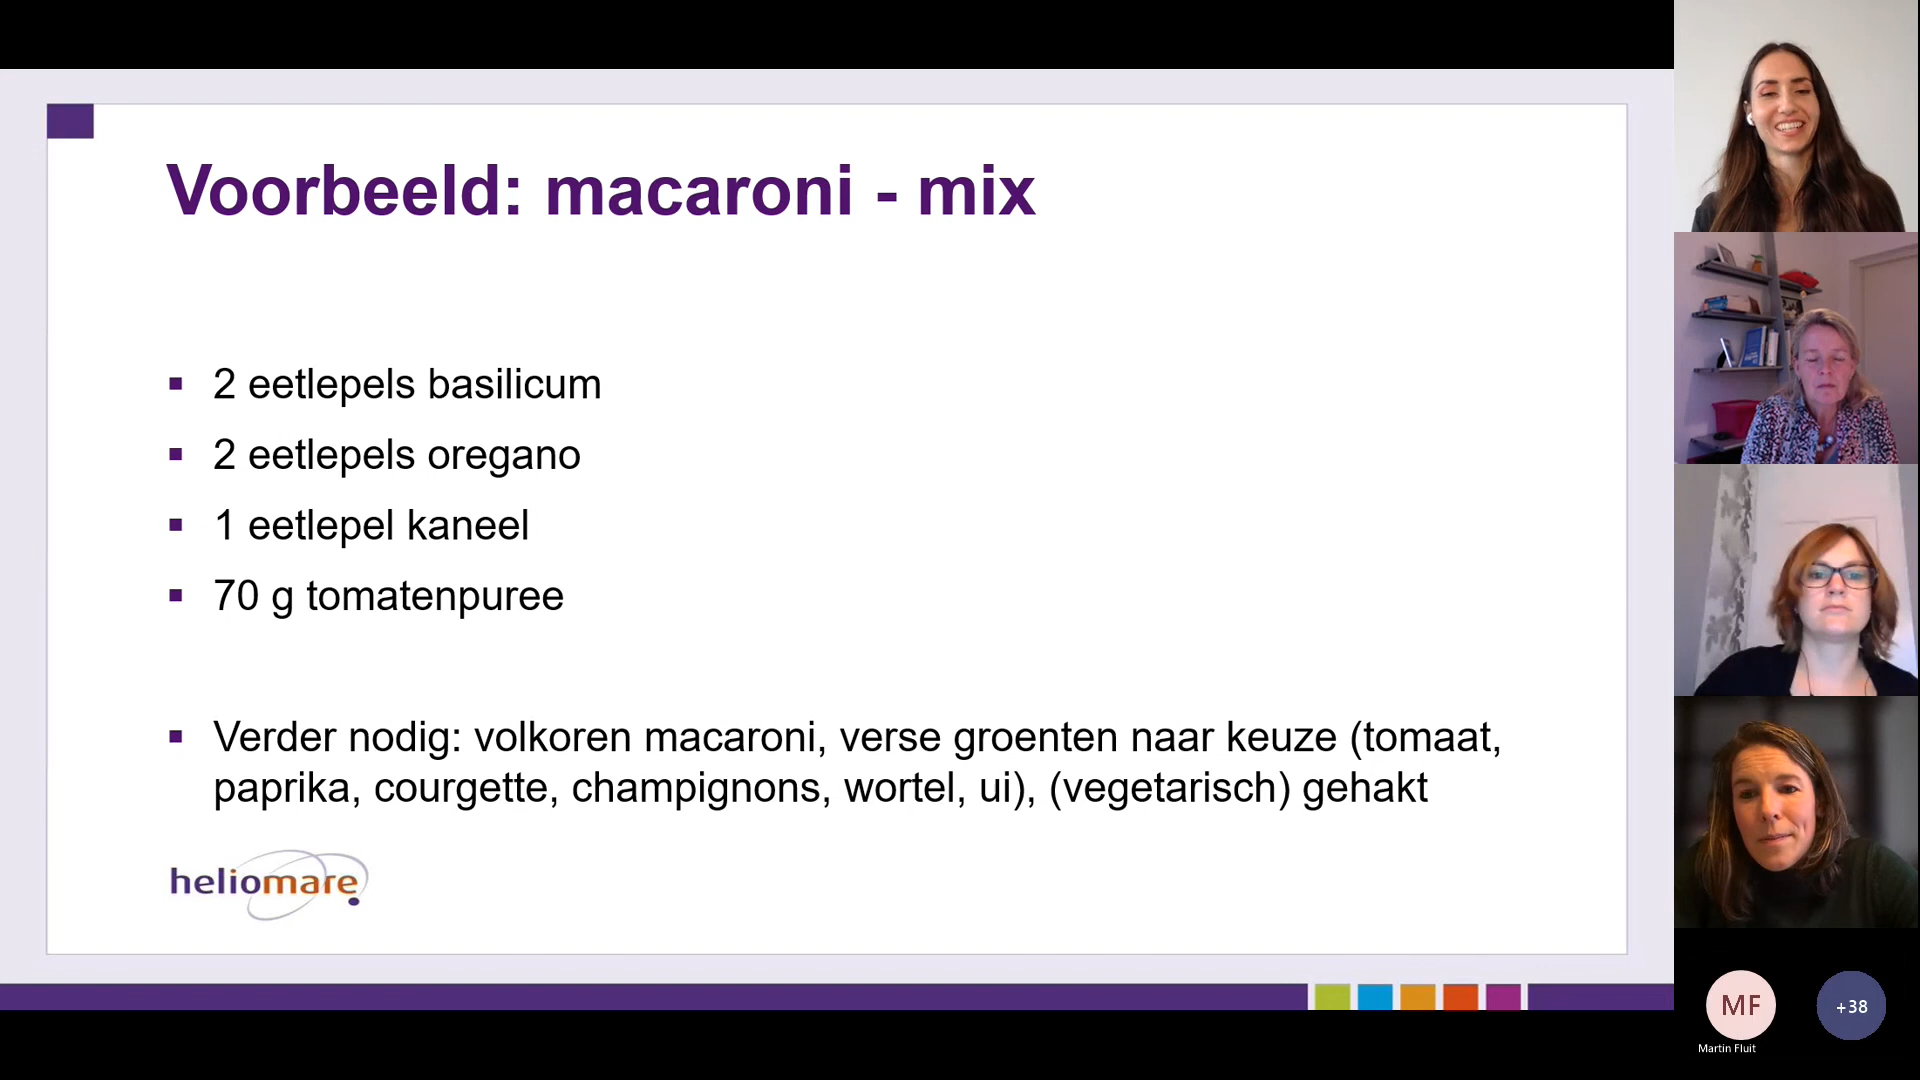 Voorbeeld: macaroni - mix
2 eetlepels basilicum
2 eetlepels oregano
1 eetlepel kaneel
70 g tomatenpuree
Verder nodig: volkoren macaroni, verse groenten naar keuze (tomaat,
paprika, courgette, champignons, wortel, ui), (vegetarisch) gehakt
heliomare
MF
+38
Martin Fluit